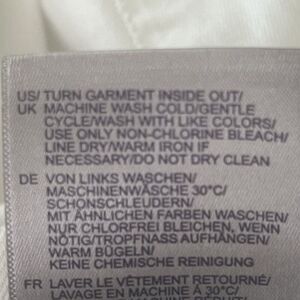 US/ TURN GARMENT INSIDE OUT/
UK MACHINE WASH COLD/GENTLE
CYCLE/WASH WITH LIKE COLORS/
USE ONLY NON-CHLORINE BLEACH/
LINE DRY/WARM IRON IF
NECESSARY/DO NOT DRY CLEAN
DE VON LINKS WASCHEN/
MASCHINENWÄSCHE 30°C/
SCHONSCHLEUDERN/
MIT ÄHNLICHEN FARBEN WASCHEN/
NUR CHLORFREI BLEICHEN, WENN
NÖTIG/TROPFNASS AUFHÄNGEN/
WARM BÜGELN/
KEINE CHEMISCHE REINIGUNG
FR LAVER LE VÊTEMENT RETOURNÉ/
LAVAGE EN MACHINE À 30°C/